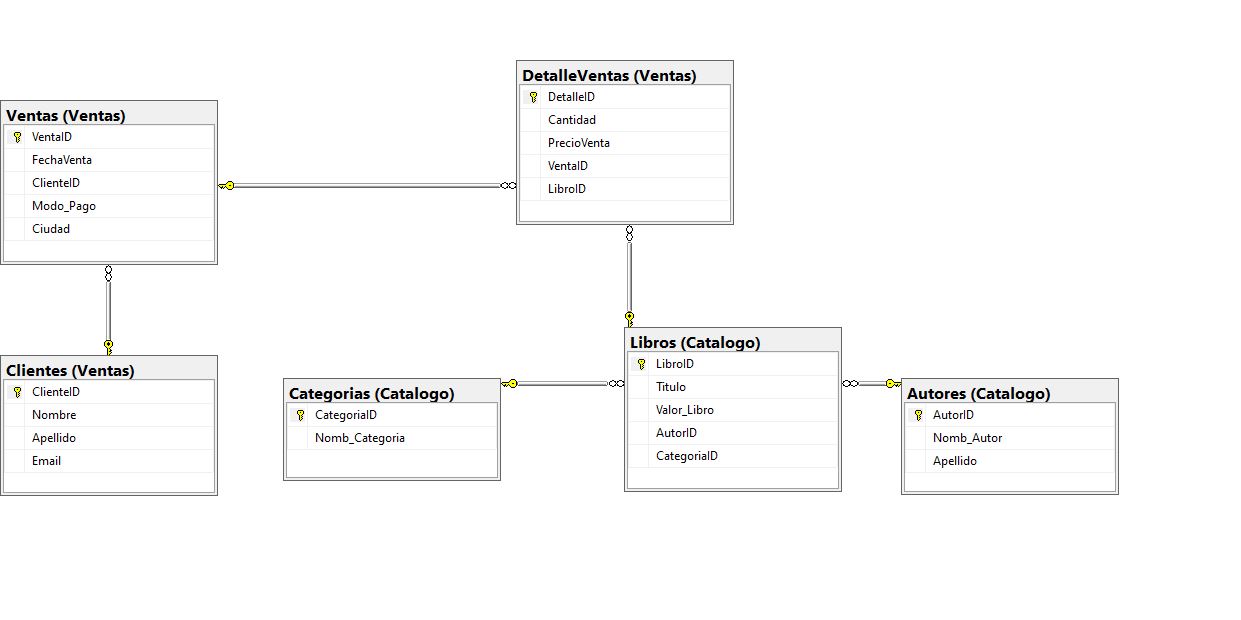 DetalleVentas (Ventas)
DetalleID
Cantidad
PrecioVenta
VentaID
LibroID
Ventas (Ventas)
VentaID
FechaVenta
ClienteID
Modo_Pago
Ciudad
Clientes (Ventas)
ClienteID
Nombre
Apellido
Email
Categorias (Catalogo)
CategoriaID
Nomb_Categoria
Libros (Catalogo)
LibroID
Titulo
Valor_Libro
AutorID
CategoriaID
Autores (Catalogo)
AutorID
Nomb_Autor
Apellido